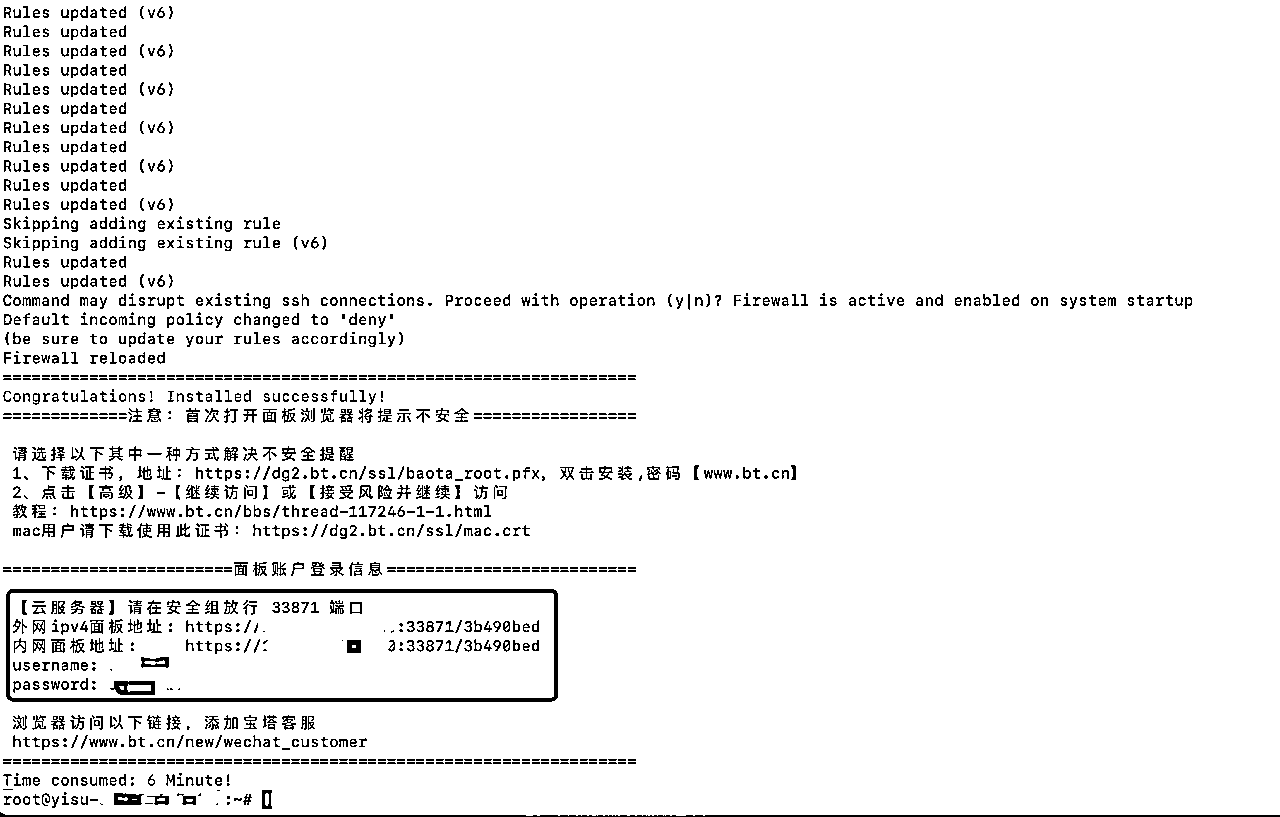 Rules updated (v6)
Rules updated
Rules updated (v6)
Rules updated
Rules updated (v6)
Rules updated
Rules updated (v6)
Rules updated
Rules updated (v6)
Rules updated
Rules updated (v6)
Skipping adding existing rule
Skipping adding existing rule (v6)
Rules updated
Rules updated (v6)
Command may disrupt existing ssh connections. Proceed with operation (y|n)? Firewall is active and enabled on system startup
Default incoming policy changed to 'deny'
(be sure to update your rules accordingly)
Firewall reloaded
==================================================================
Congratulations! Installed successfully!
=============注意：首次打开面板浏览器将提示不安全=================
请选择以下其中一种方式解决不安全提醒
1、下载证书，地址：https://dg2.bt.cn/ssl/baota_root.pfx，双击安装,密码【www.bt.cn】
2、点击【高级】-【继续访问】或【接受风险并继续】访问
教程：https://www.bt.cn/bbs/thread-117246-1-1.html
mac用户请下载使用此证书：https://dg2.bt.cn/ssl/mac.crt
========================面板账户登录信息==========================
【云服务器】请在安全组放行 33871 端口
外网ipv4面板地址: https:// :33871/3b490bed
内网面板地址: https:// :33871/3b490bed
username:
password:
浏览器访问以下链接，添加宝塔客服
https://www.bt.cn/new/wechat_customer
==================================================================
Time consumed: 6 Minute!
root@yisu- :~#